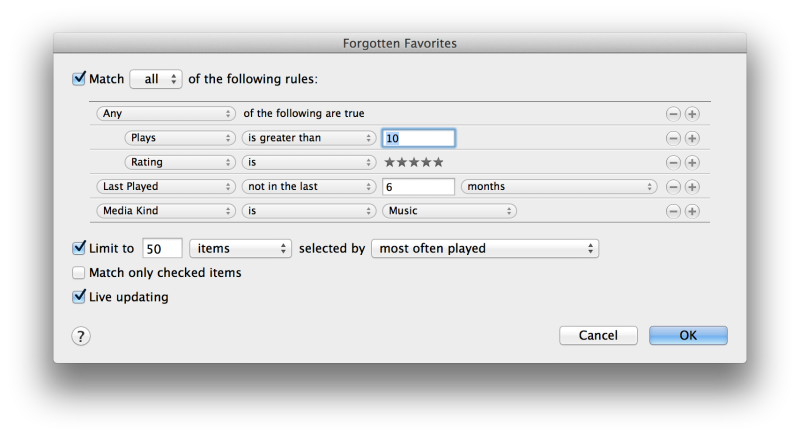 Forgotten Favorites
Match all of the following rules:
Any of the following are true
Plays is greater than 10
Rating is ★★★★★
Last Played not in the last 6 months
Media Kind is Music
Limit to 50 items selected by most often played
Match only checked items
Live updating
? Cancel OK